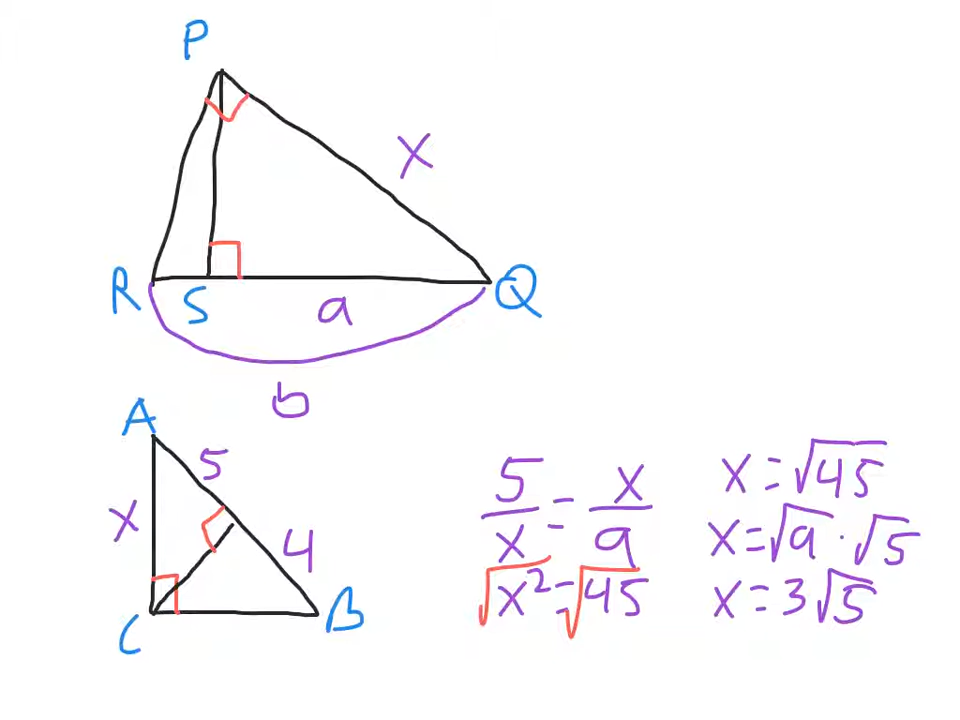 P
x
R S a Q
b
A
5
x
4
C B
5/x = x/9
√x² = √45
x = √45
x = √9 · √5
x = 3√5